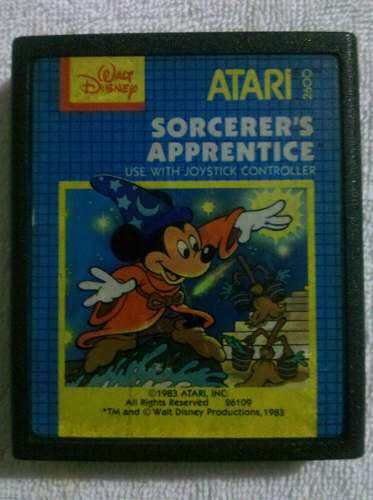 Walt
Disney
ATARI 2600
SORCERER'S
APPRENTICE
USE WITH JOYSTICK CONTROLLER
©1983 ATARI, INC.
All Rights Reserved 26109
*TM and © Walt Disney Productions, 1983